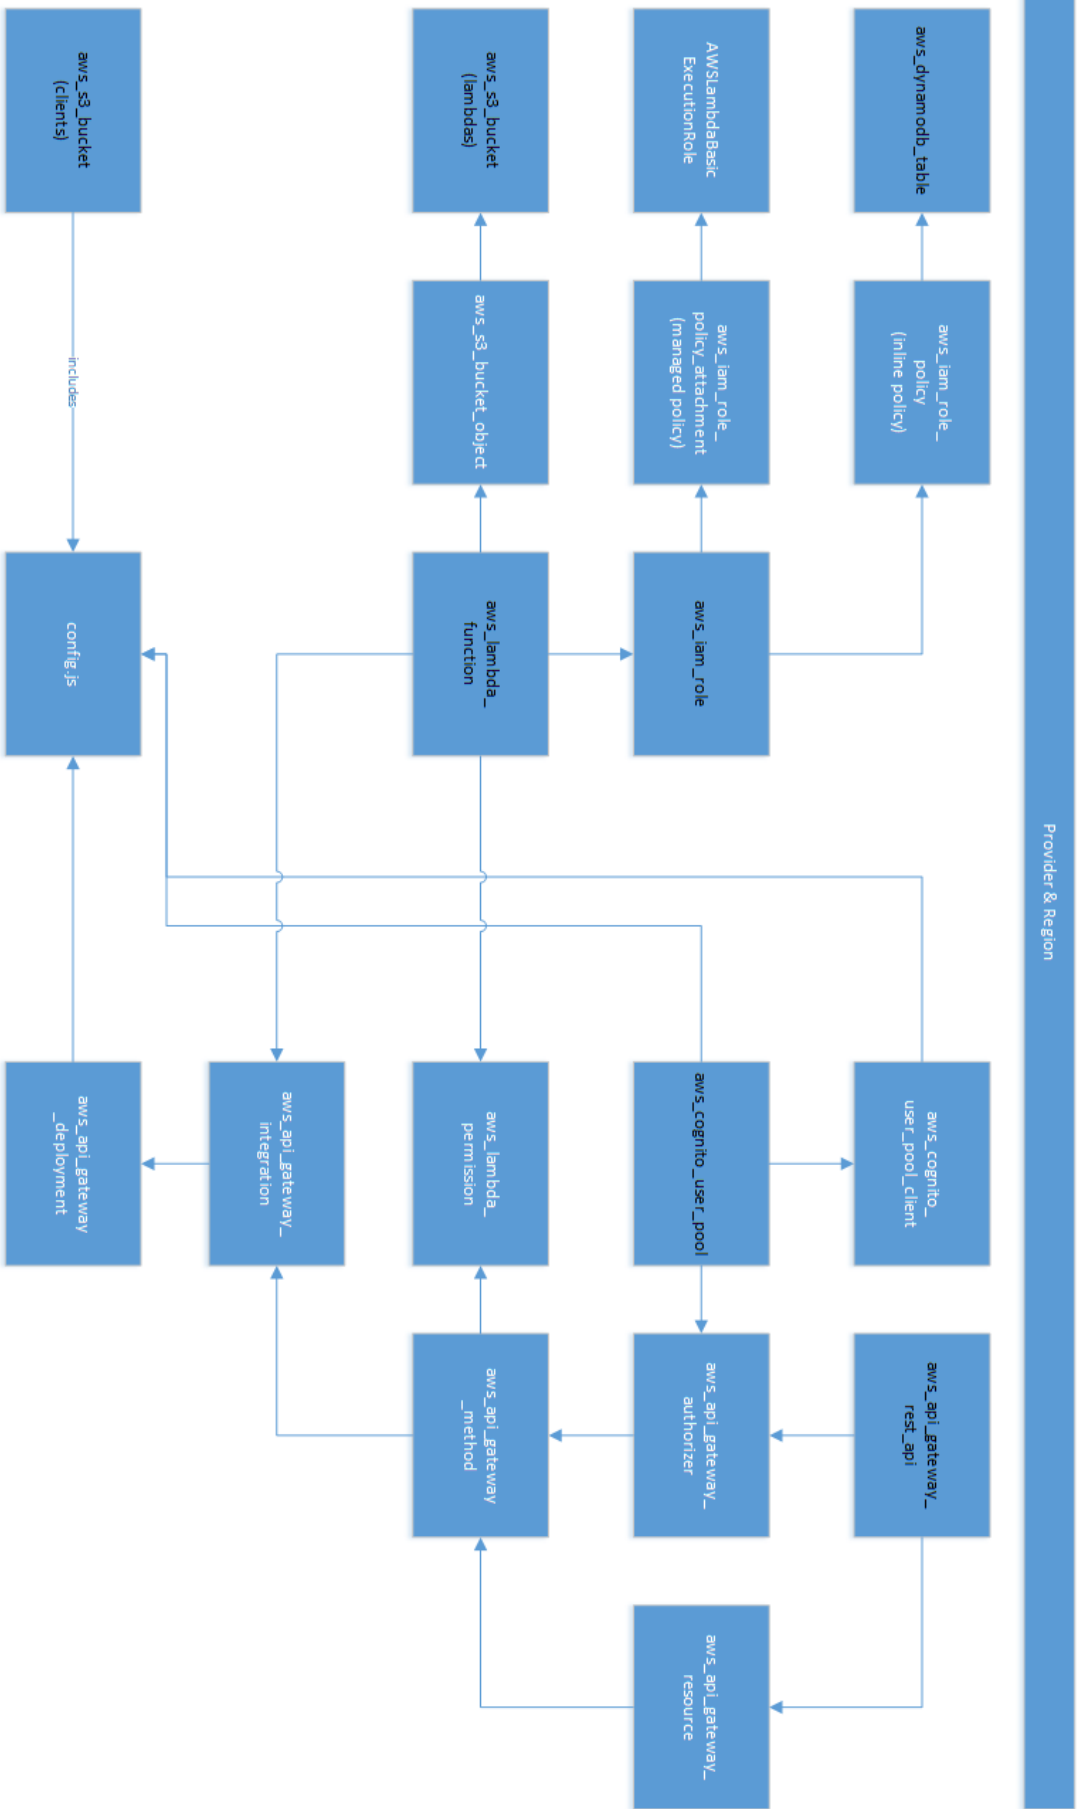 Provider & Region
aws_dynamodb_table
aws_iam_role_
policy
(inline policy)
aws_cognito_
user_pool_client
aws_api_gateway_
rest_api
AWSLambdaBasic
ExecutionRole
aws_iam_role_
policy_attachment
(managed policy)
aws_iam_role
aws_cognito_user_pool
aws_api_gateway_
authorizer
aws_api_gateway_
resource
aws_s3_bucket
(lambdas)
aws_s3_bucket_object
aws_lambda_
function
aws_lambda_
permission
aws_api_gateway
_method
aws_api_gateway_
integration
aws_s3_bucket
(clients)
includes
config.js
aws_api_gateway
_deployment